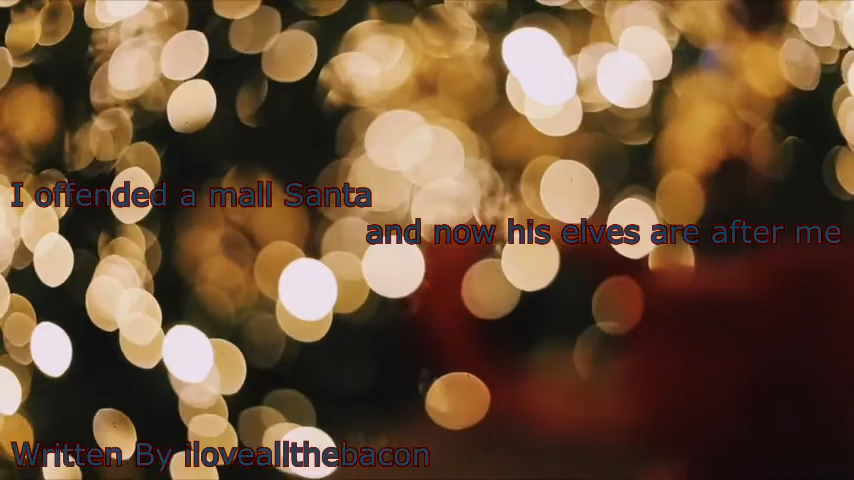 I offended a mall Santa
and now his elves are after me
Written By iloveallthebacon